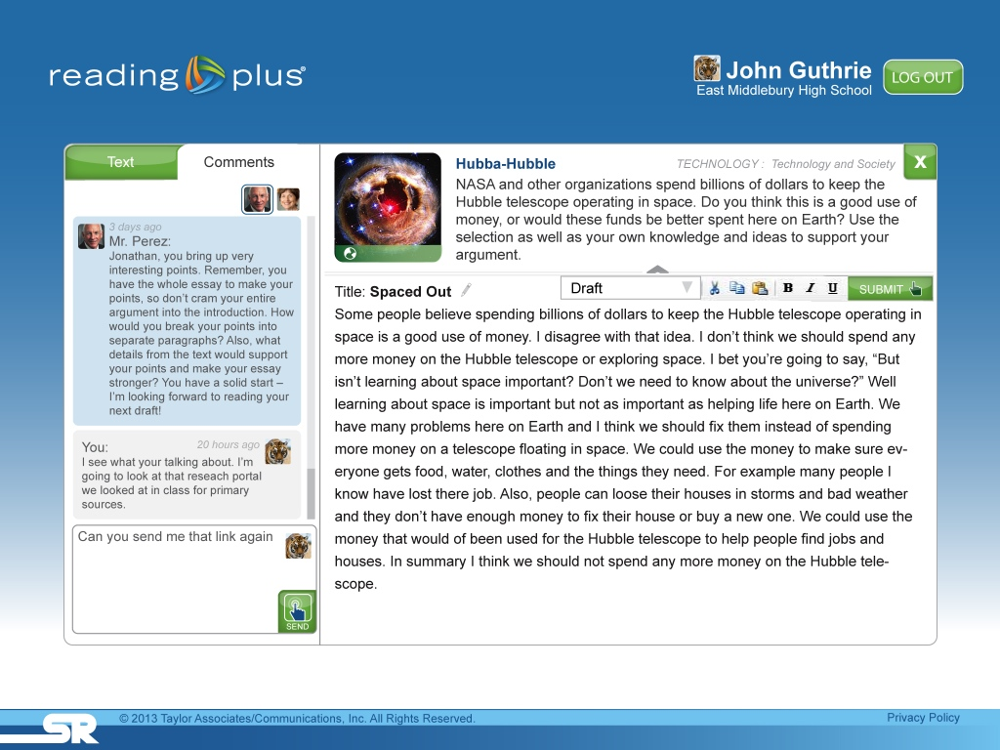 reading plus®
John Guthrie
East Middlebury High School
LOG OUT
Text
Comments
3 days ago
Mr. Perez:
Jonathan, you bring up very
interesting points. Remember, you
have the whole essay to make your
points, so don't cram your entire
argument into the introduction. How
would you break your points into
separate paragraphs? Also, what
details from the text would support
your points and make your essay
stronger? You have a solid start –
I'm looking forward to reading your
next draft!
You:
20 hours ago
I see what your talking about. I'm
going to look at that reseach portal
we looked at in class for primary
sources.
Can you send me that link again
SEND
Hubba-Hubble
TECHNOLOGY : Technology and Society
X
NASA and other organizations spend billions of dollars to keep the
Hubble telescope operating in space. Do you think this is a good use of
money, or would these funds be better spent here on Earth? Use the
selection as well as your own knowledge and ideas to support your
argument.
Title: Spaced Out
Draft
B I U
SUBMIT
Some people believe spending billions of dollars to keep the Hubble telescope operating in
space is a good use of money. I disagree with that idea. I don't think we should spend any
more money on the Hubble telescope or exploring space. I bet you're going to say, “But
isn't learning about space important? Don't we need to know about the universe?” Well
learning about space is important but not as important as helping life here on Earth. We
have many problems here on Earth and I think we should fix them instead of spending
more money on a telescope floating in space. We could use the money to make sure ev-
eryone gets food, water, clothes and the things they need. For example many people I
know have lost there job. Also, people can loose their houses in storms and bad weather
and they don't have enough money to fix their house or buy a new one. We could use the
money that would of been used for the Hubble telescope to help people find jobs and
houses. In summary I think we should not spend any more money on the Hubble tele-
scope.
SR
© 2013 Taylor Associates/Communications, Inc. All Rights Reserved.
Privacy Policy